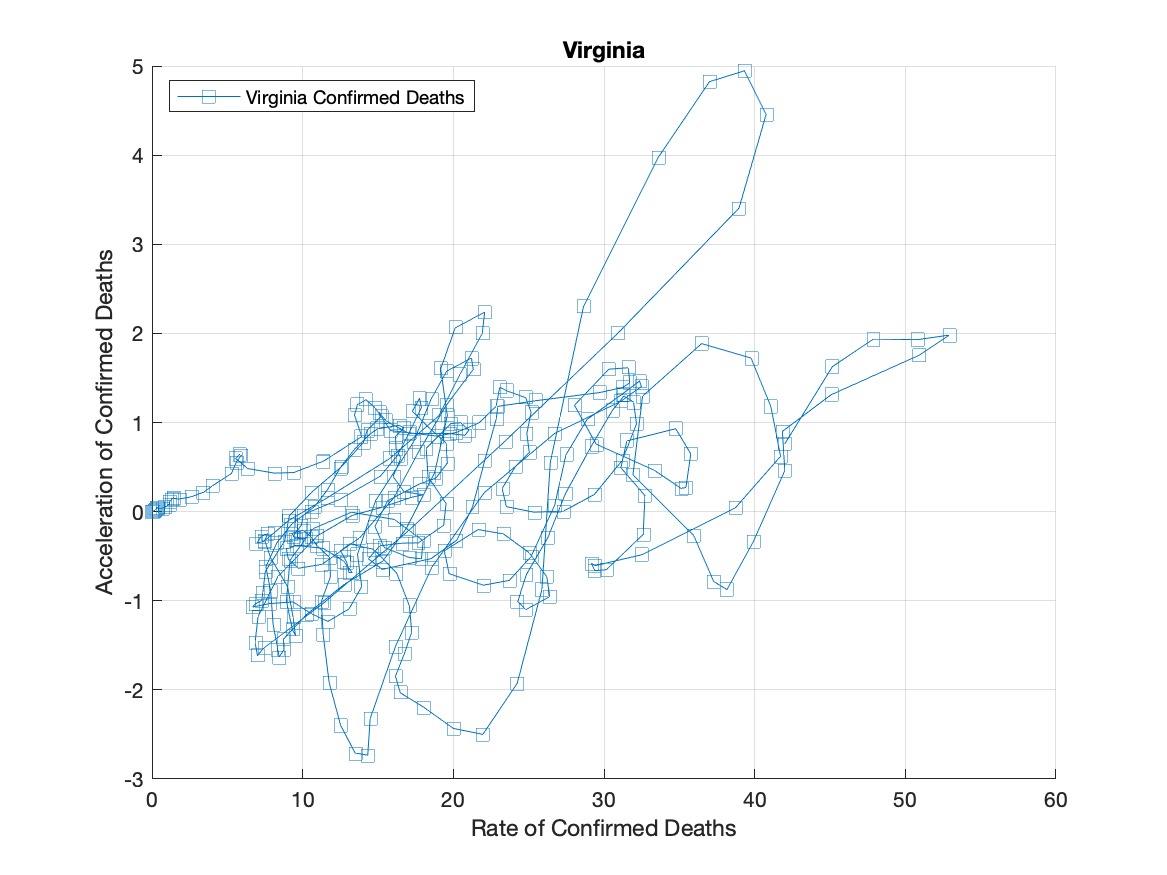 Virginia
Virginia Confirmed Deaths
5
4
3
2
1
0
-1
-2
-3
Acceleration of Confirmed Deaths
0 10 20 30 40 50 60
Rate of Confirmed Deaths